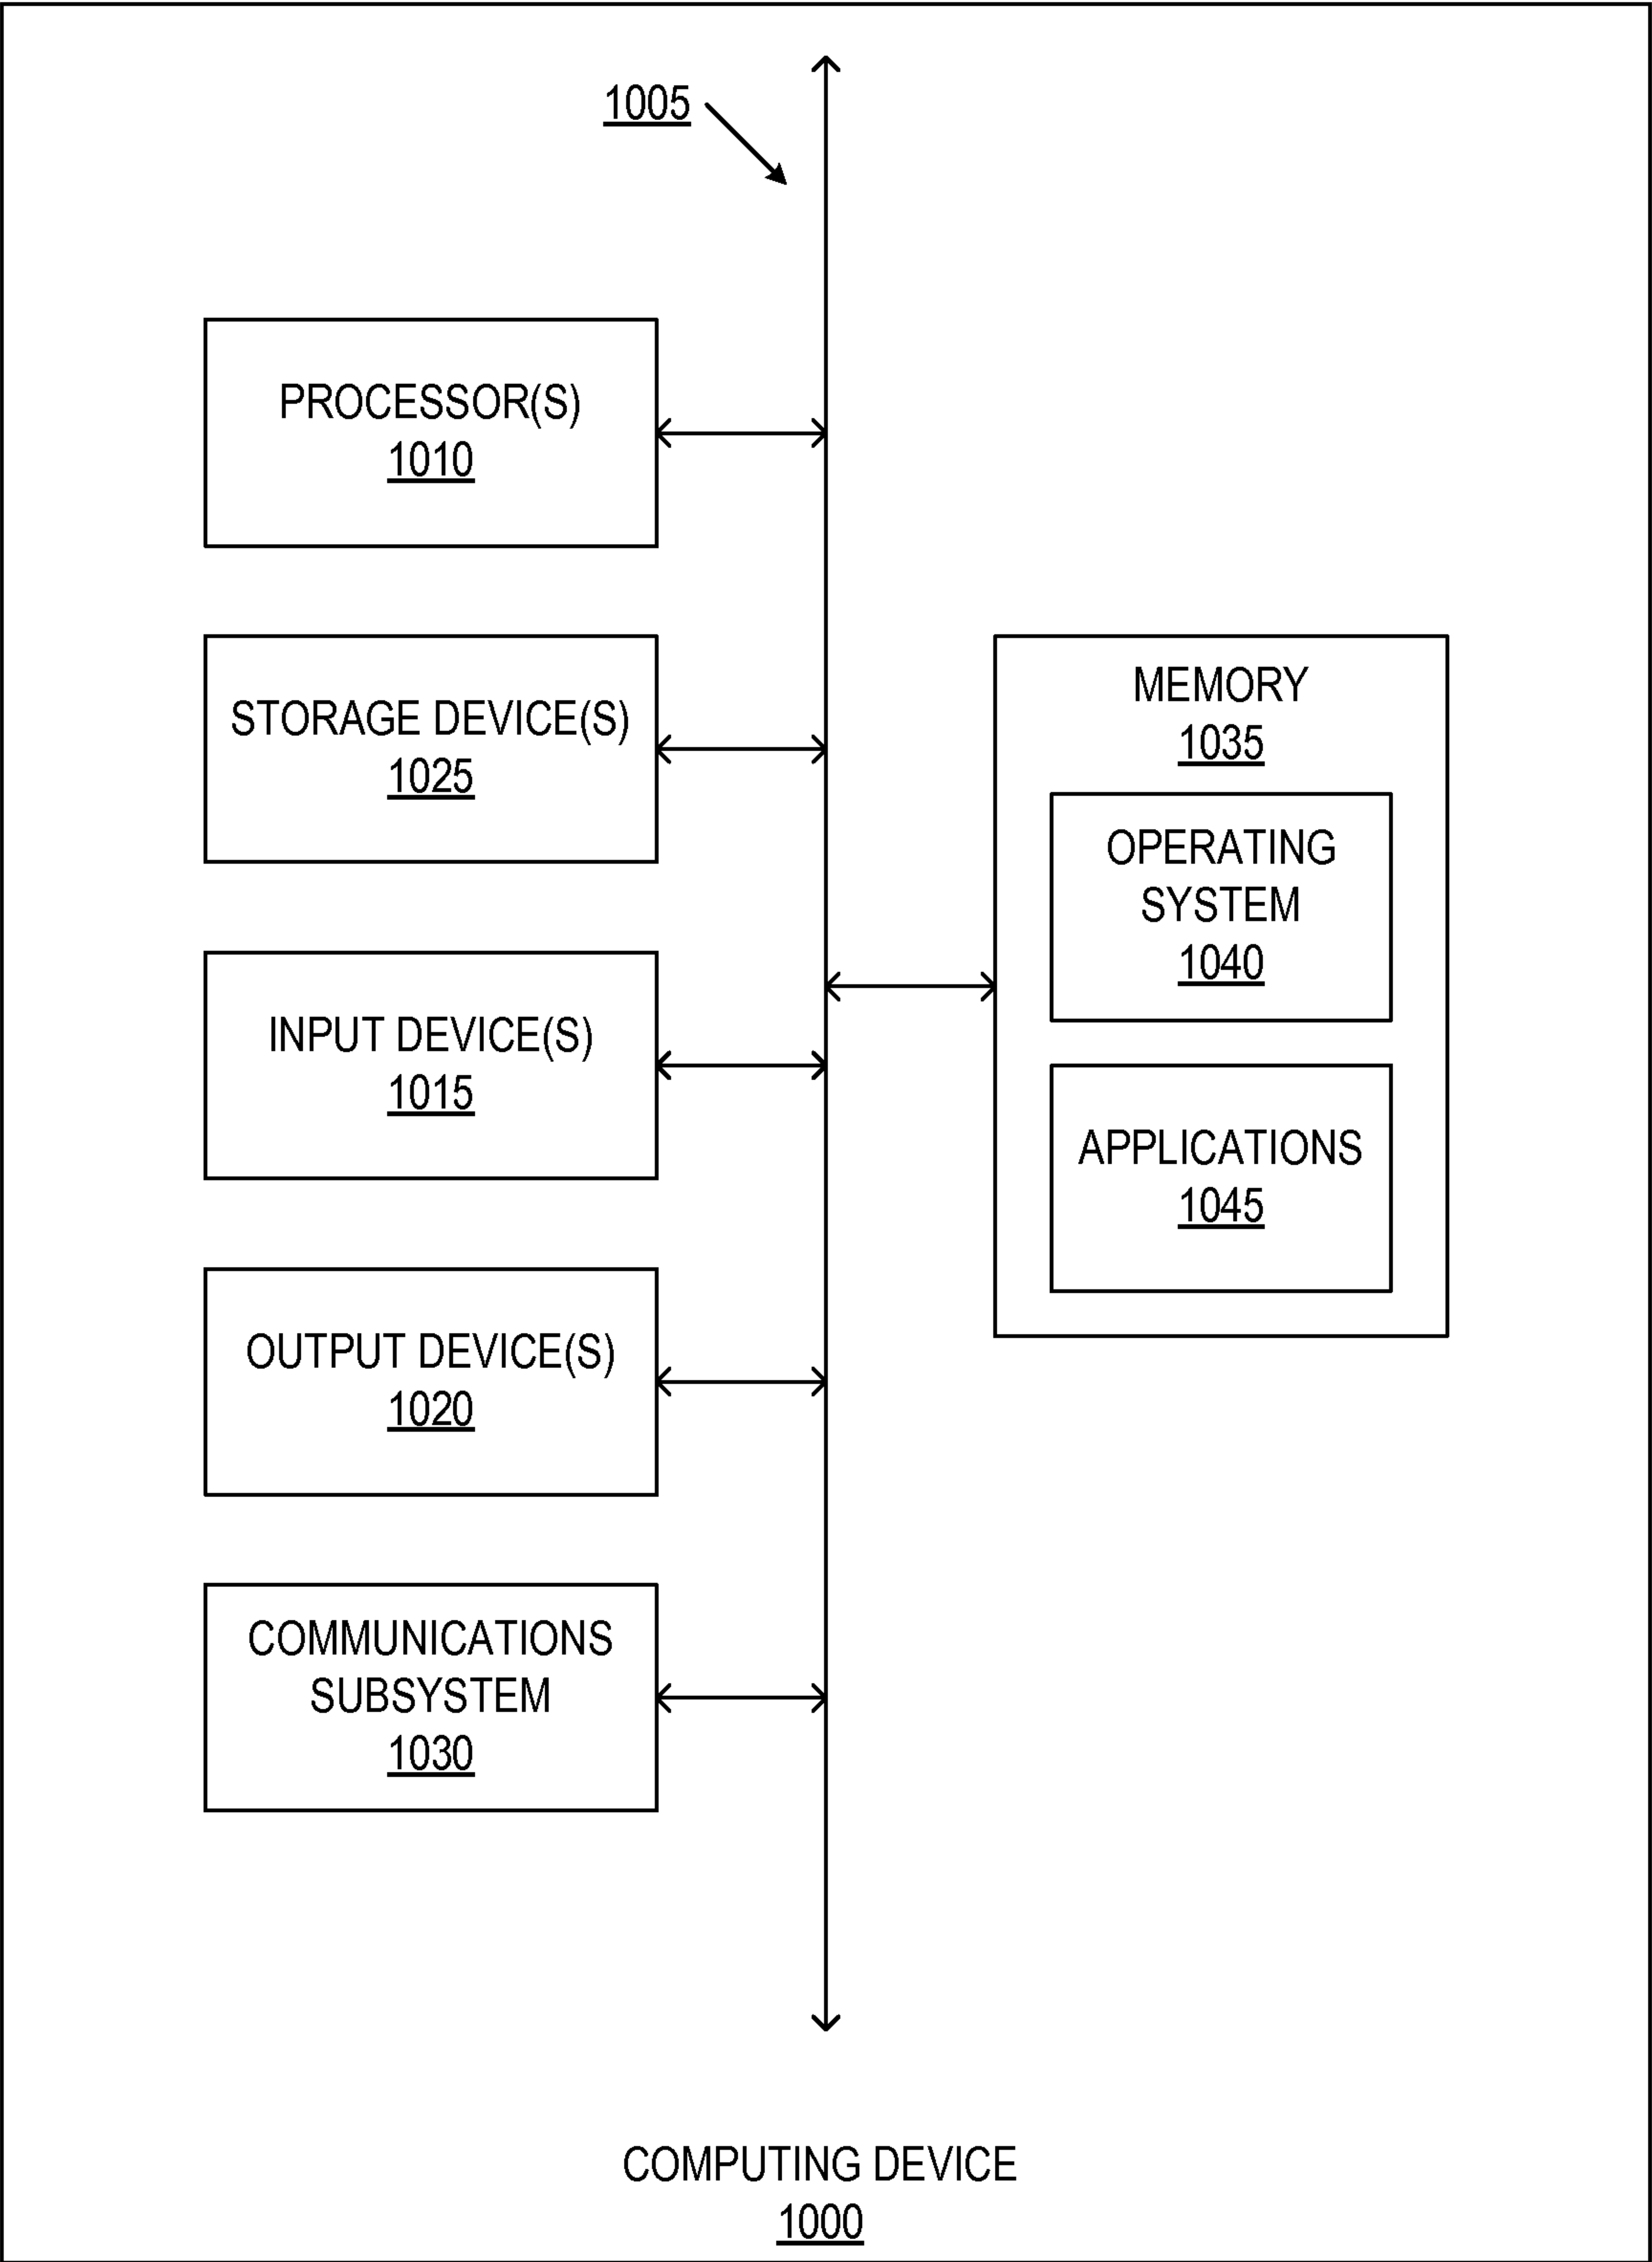 1005
PROCESSOR(S)
1010
STORAGE DEVICE(S)
1025
INPUT DEVICE(S)
1015
OUTPUT DEVICE(S)
1020
COMMUNICATIONS
SUBSYSTEM
1030
MEMORY
1035
OPERATING
SYSTEM
1040
APPLICATIONS
1045
COMPUTING DEVICE
1000